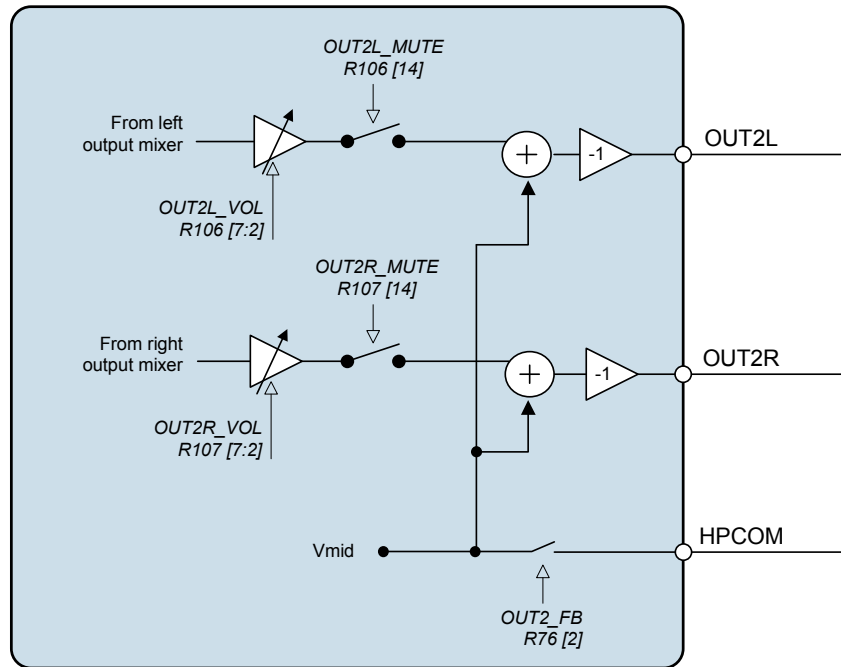 OUT2L_MUTE
R106 [14]
From left
output mixer
+
-1
OUT2L
OUT2L_VOL
R106 [7:2]
OUT2R_MUTE
R107 [14]
From right
output mixer
+
-1
OUT2R
OUT2R_VOL
R107 [7:2]
Vmid
HPCOM
OUT2_FB
R76 [2]